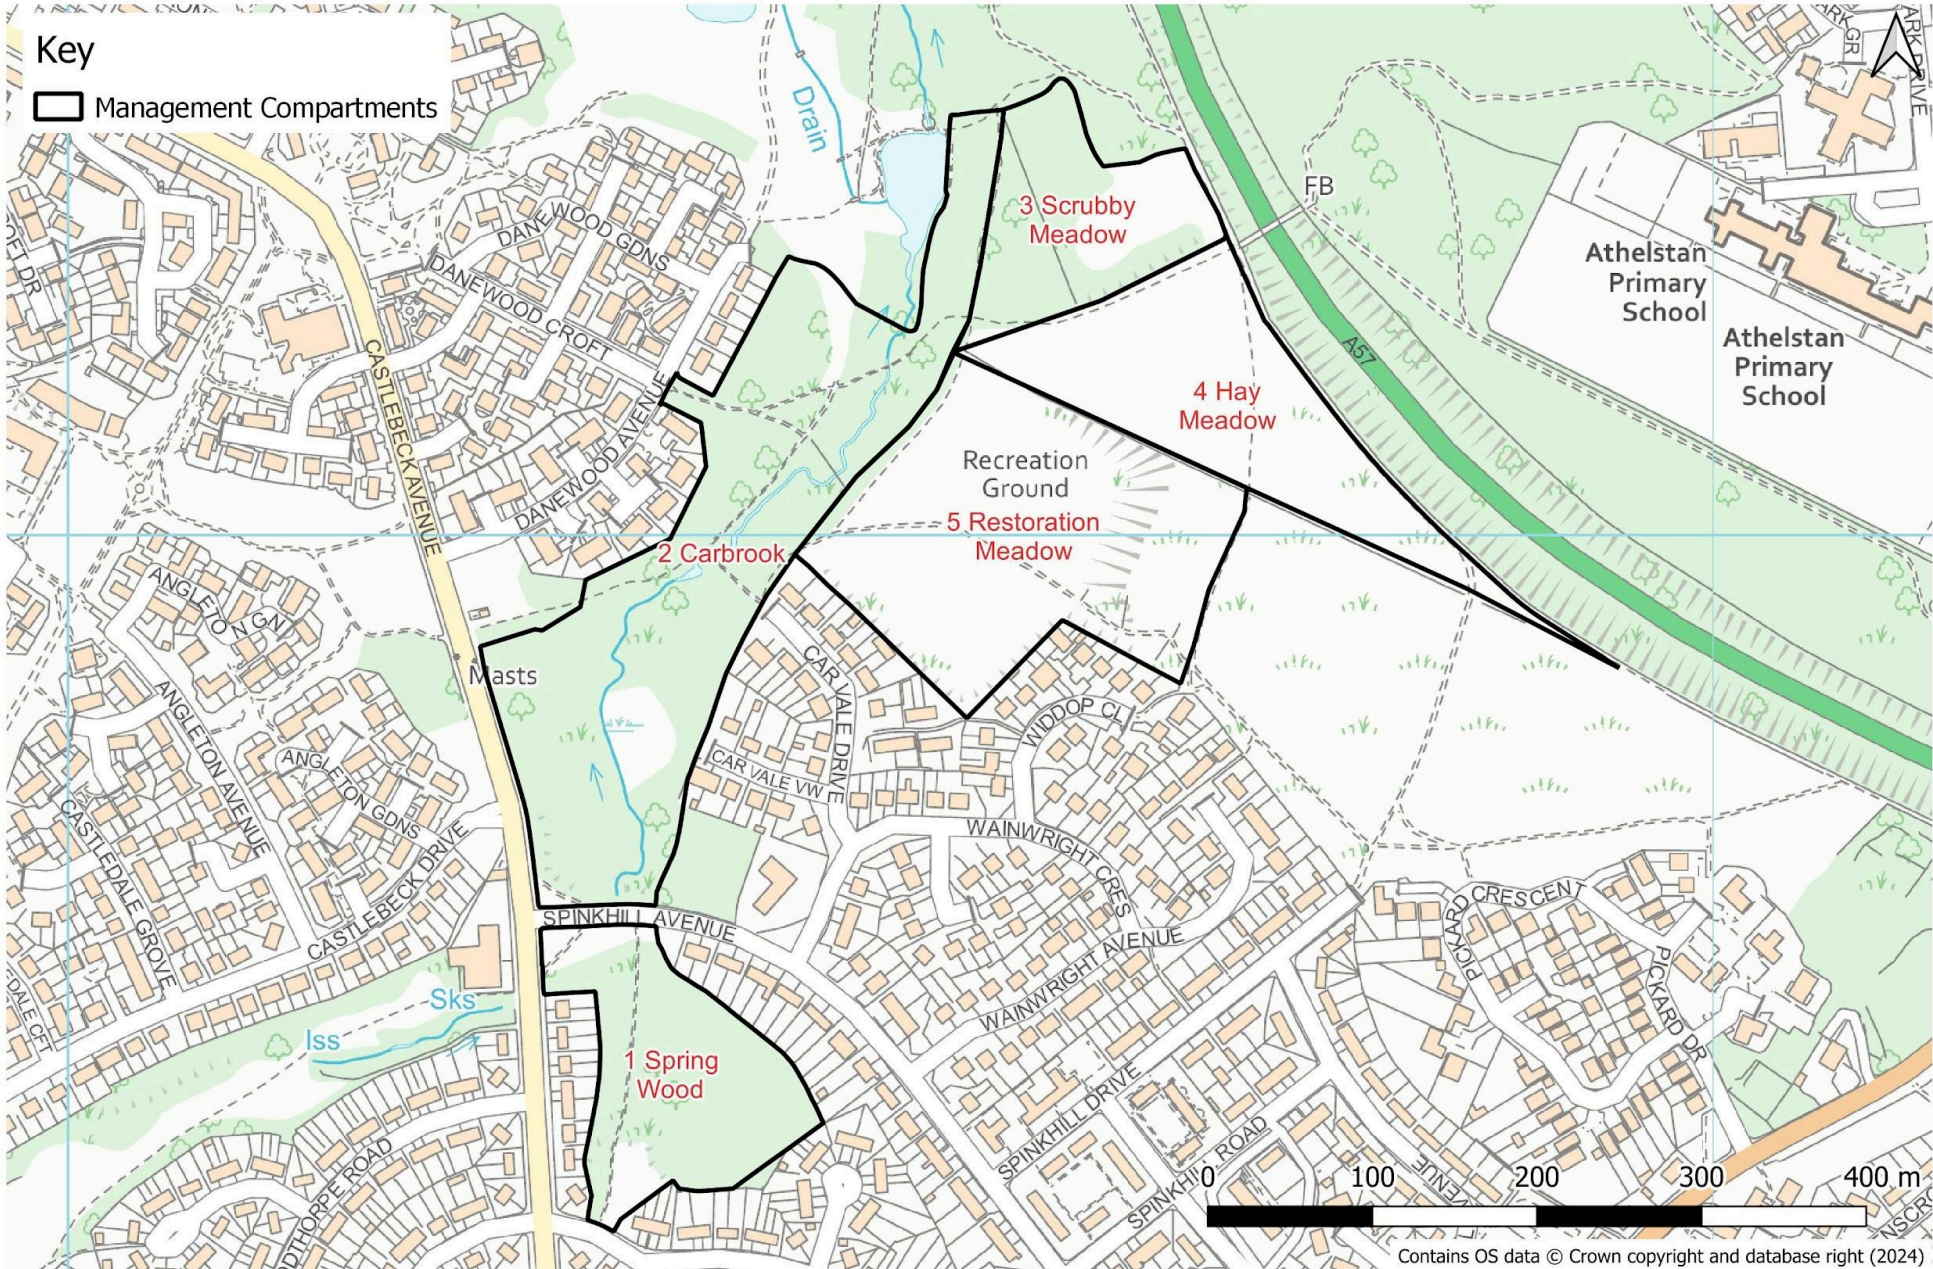 Key
Management Compartments
Drain
3 Scrubby
Meadow
FB
Athelstan
Primary
School
Athelstan
Primary
School
DANEWOOD GDNS
DANEWOOD CROFT
CASTLEBECK AVENUE
DANEWOOD AVENUE
A57
4 Hay
Meadow
Recreation
Ground
5 Restoration
Meadow
2 Carbrook
ANGLETON GN
Masts
ANGLETON AVENUE
ANGLETON GDNS
CAR VALE DRIVE
CAR VALE VW
WIDDOP CL
CASTLEDALE GROVE
CASTLEBECK DRIVE
WAINWRIGHT CRES
SPINKHILL AVENUE
WAINWRIGHT AVENUE
PICKARD CRESCENT
PICKARD DR
Sks
Iss
1 Spring
Wood
SPINKHILL DRIVE
SPINKHILL ROAD
0 100 200 300 400 m
Contains OS data © Crown copyright and database right (2024)